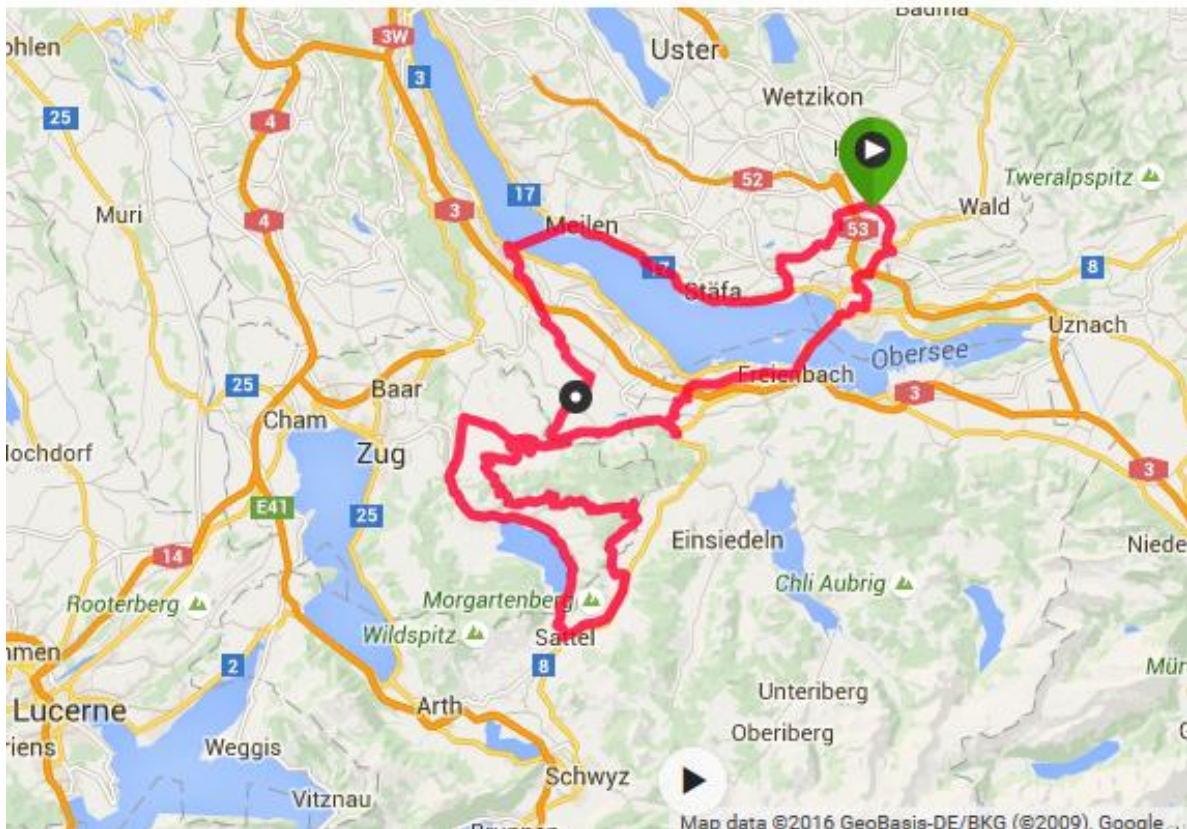 Bauma
ohlen
3W
Uster
3
Wetzikon
25
4
H
52
Tweralpspitz
17
3
Muri
Wald
4
Meilen
53
17
Stäfa
8
Uznach
Obersee
25
Baar
Freienbach
3
Cham
Zug
Hochdorf
3
E41
25
Einsiedeln
Niede
14
Chli Aubrig
Rooterberg
Morgartenberg
Wildspitz
Sattel
mmen
2
8
Mür
Unteriberg
Lucerne
Arth
Oberiberg
riens
Weggis
Schwyz
Vitznau
Brunnen
Map data ©2016 GeoBasis-DE/BKG (©2009), Google